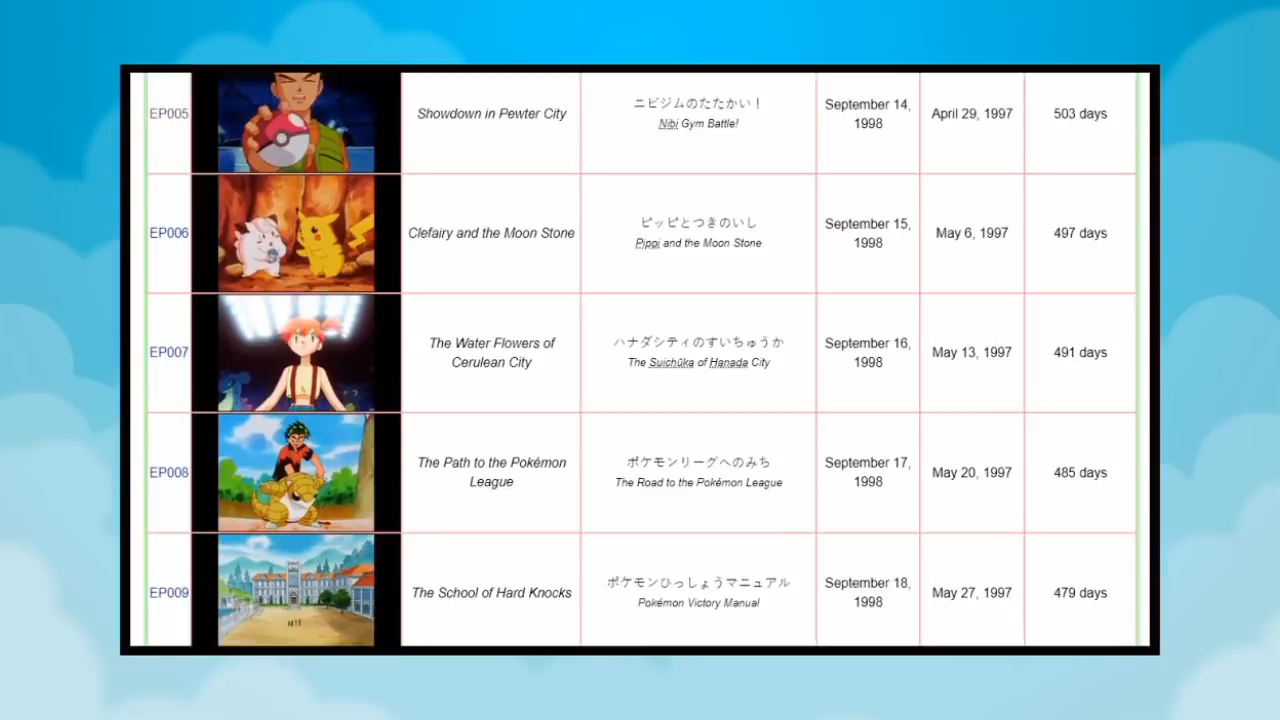 EP005
Showdown in Pewter City
ニビジムのたたかい！
Nibi Gym Battle!
September 14,
1998
April 29, 1997
503 days
EP006
Clefairy and the Moon Stone
ピッピとつきのいし
Pippi and the Moon Stone
September 15,
1998
May 6, 1997
497 days
EP007
The Water Flowers of
Cerulean City
ハナダシティのすいちゅうか
The Suichūka of Hanada City
September 16,
1998
May 13, 1997
491 days
EP008
The Path to the Pokémon
League
ポケモンリーグへのみち
The Road to the Pokémon League
September 17,
1998
May 20, 1997
485 days
EP009
The School of Hard Knocks
ポケモンひっしょうマニュアル
Pokémon Victory Manual
September 18,
1998
May 27, 1997
479 days